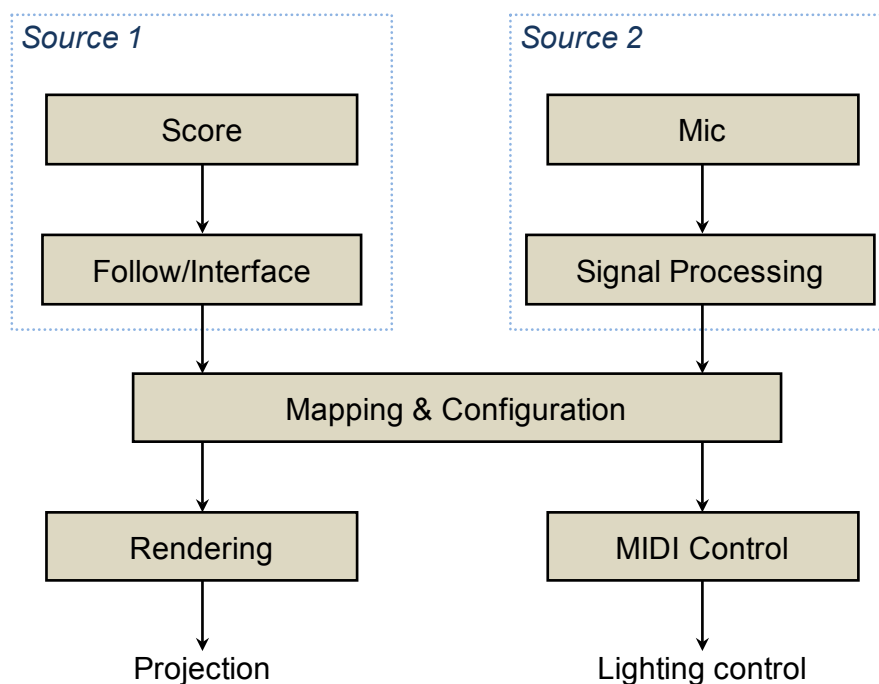 Source 1
Score
Follow/Interface
Source 2
Mic
Signal Processing
Mapping & Configuration
Rendering
MIDI Control
Projection
Lighting control